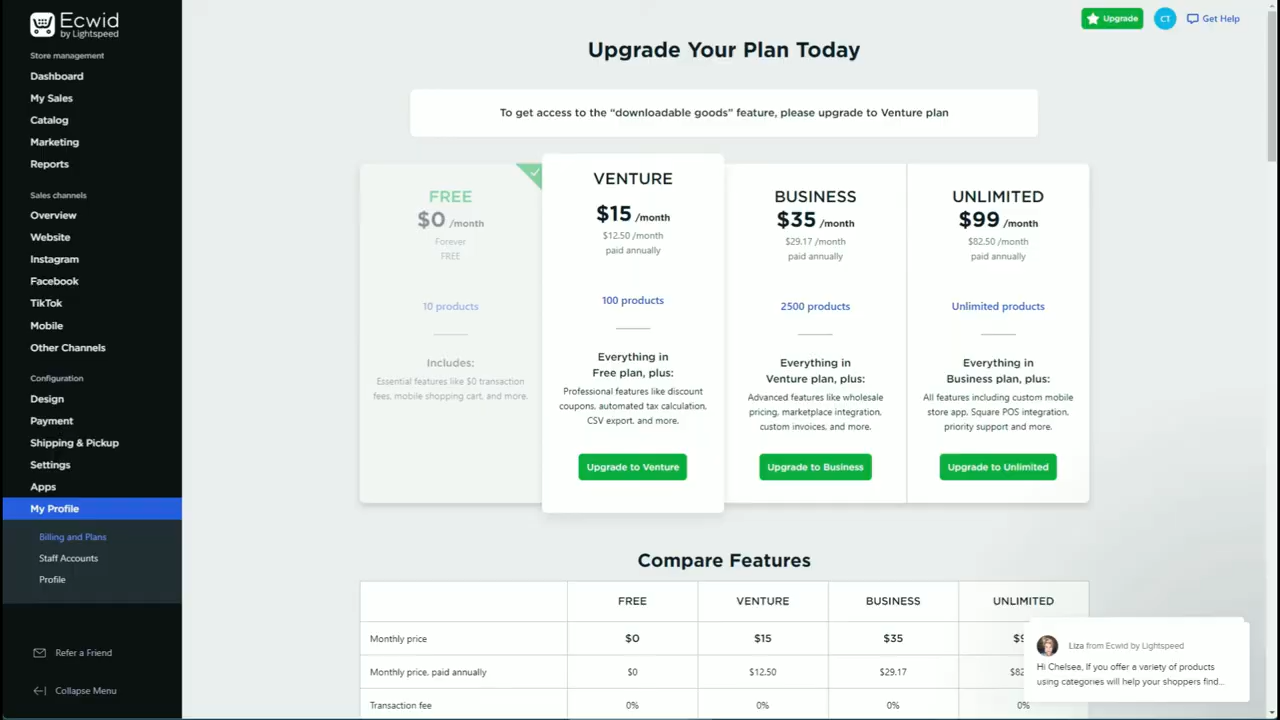 Ecwid
by Lightspeed
Store management
Dashboard
My Sales
Catalog
Marketing
Reports
Sales channels
Overview
Website
Instagram
Facebook
TikTok
Mobile
Other Channels
Configuration
Design
Payment
Shipping & Pickup
Settings
Apps
My Profile
Billing and Plans
Staff Accounts
Profile
Refer a Friend
Collapse Menu
Upgrade
CT
Get Help
Upgrade Your Plan Today
To get access to the “downloadable goods” feature, please upgrade to Venture plan
FREE
$0 /month
Forever
FREE
10 products
Includes:
Essential features like $0 transaction
fees, mobile shopping cart, and more.
VENTURE
$15 /month
$12.50 /month
paid annually
100 products
Everything in
Free plan, plus:
Professional features like discount
coupons, automated tax calculation,
CSV export, and more.
Upgrade to Venture
BUSINESS
$35 /month
$29.17 /month
paid annually
2500 products
Everything in
Venture plan, plus:
Advanced features like wholesale
pricing, marketplace integration,
custom invoices, and more.
Upgrade to Business
UNLIMITED
$99 /month
$82.50 /month
paid annually
Unlimited products
Everything in
Business plan, plus:
All features including custom mobile
store app, Square POS integration,
priority support and more.
Upgrade to Unlimited
Compare Features
FREE VENTURE BUSINESS UNLIMITED
Monthly price $0 $15 $35
Monthly price, paid annually $0 $12.50 $29.17
Transaction fee 0% 0% 0% 0%
Liza from Ecwid by Lightspeed
Hi Chelsea, If you offer a variety of products
using categories will help your shoppers find...